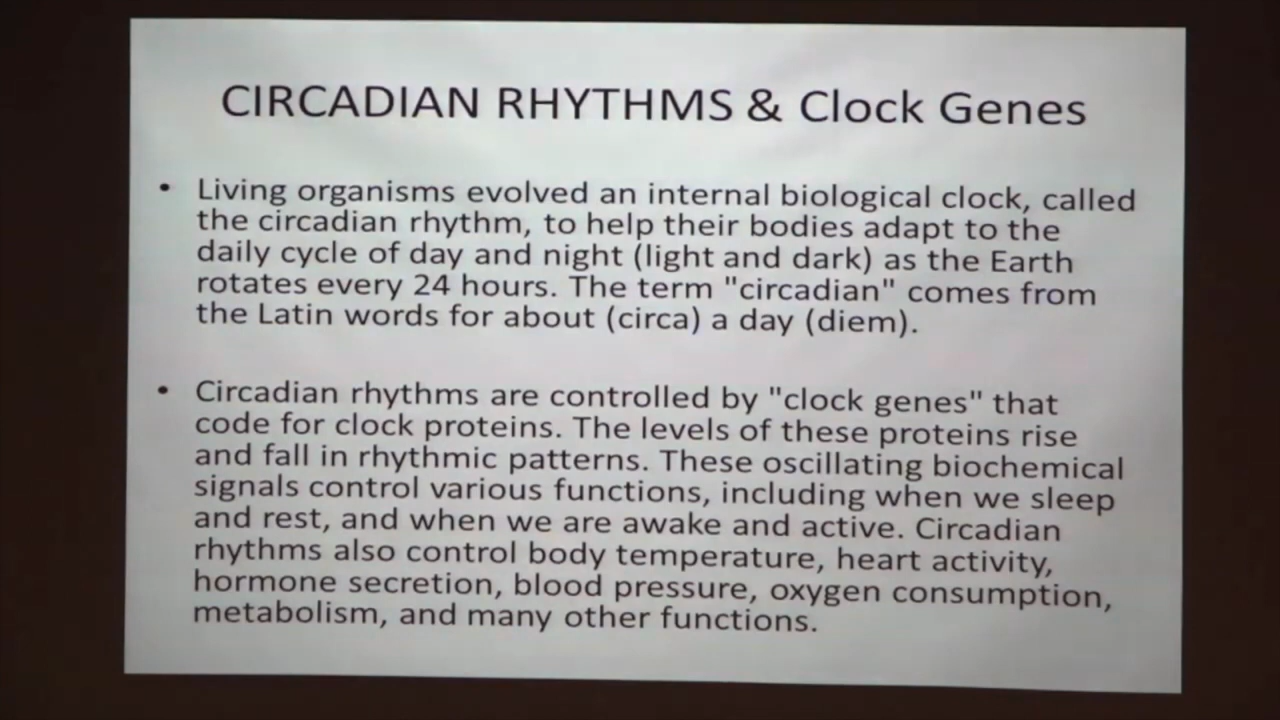 CIRCADIAN RHYTHMS & Clock Genes
• Living organisms evolved an internal biological clock, called
the circadian rhythm, to help their bodies adapt to the
daily cycle of day and night (light and dark) as the Earth
rotates every 24 hours. The term "circadian" comes from
the Latin words for about (circa) a day (diem).
• Circadian rhythms are controlled by "clock genes" that
code for clock proteins. The levels of these proteins rise
and fall in rhythmic patterns. These oscillating biochemical
signals control various functions, including when we sleep
and rest, and when we are awake and active. Circadian
rhythms also control body temperature, heart activity,
hormone secretion, blood pressure, oxygen consumption,
metabolism, and many other functions.